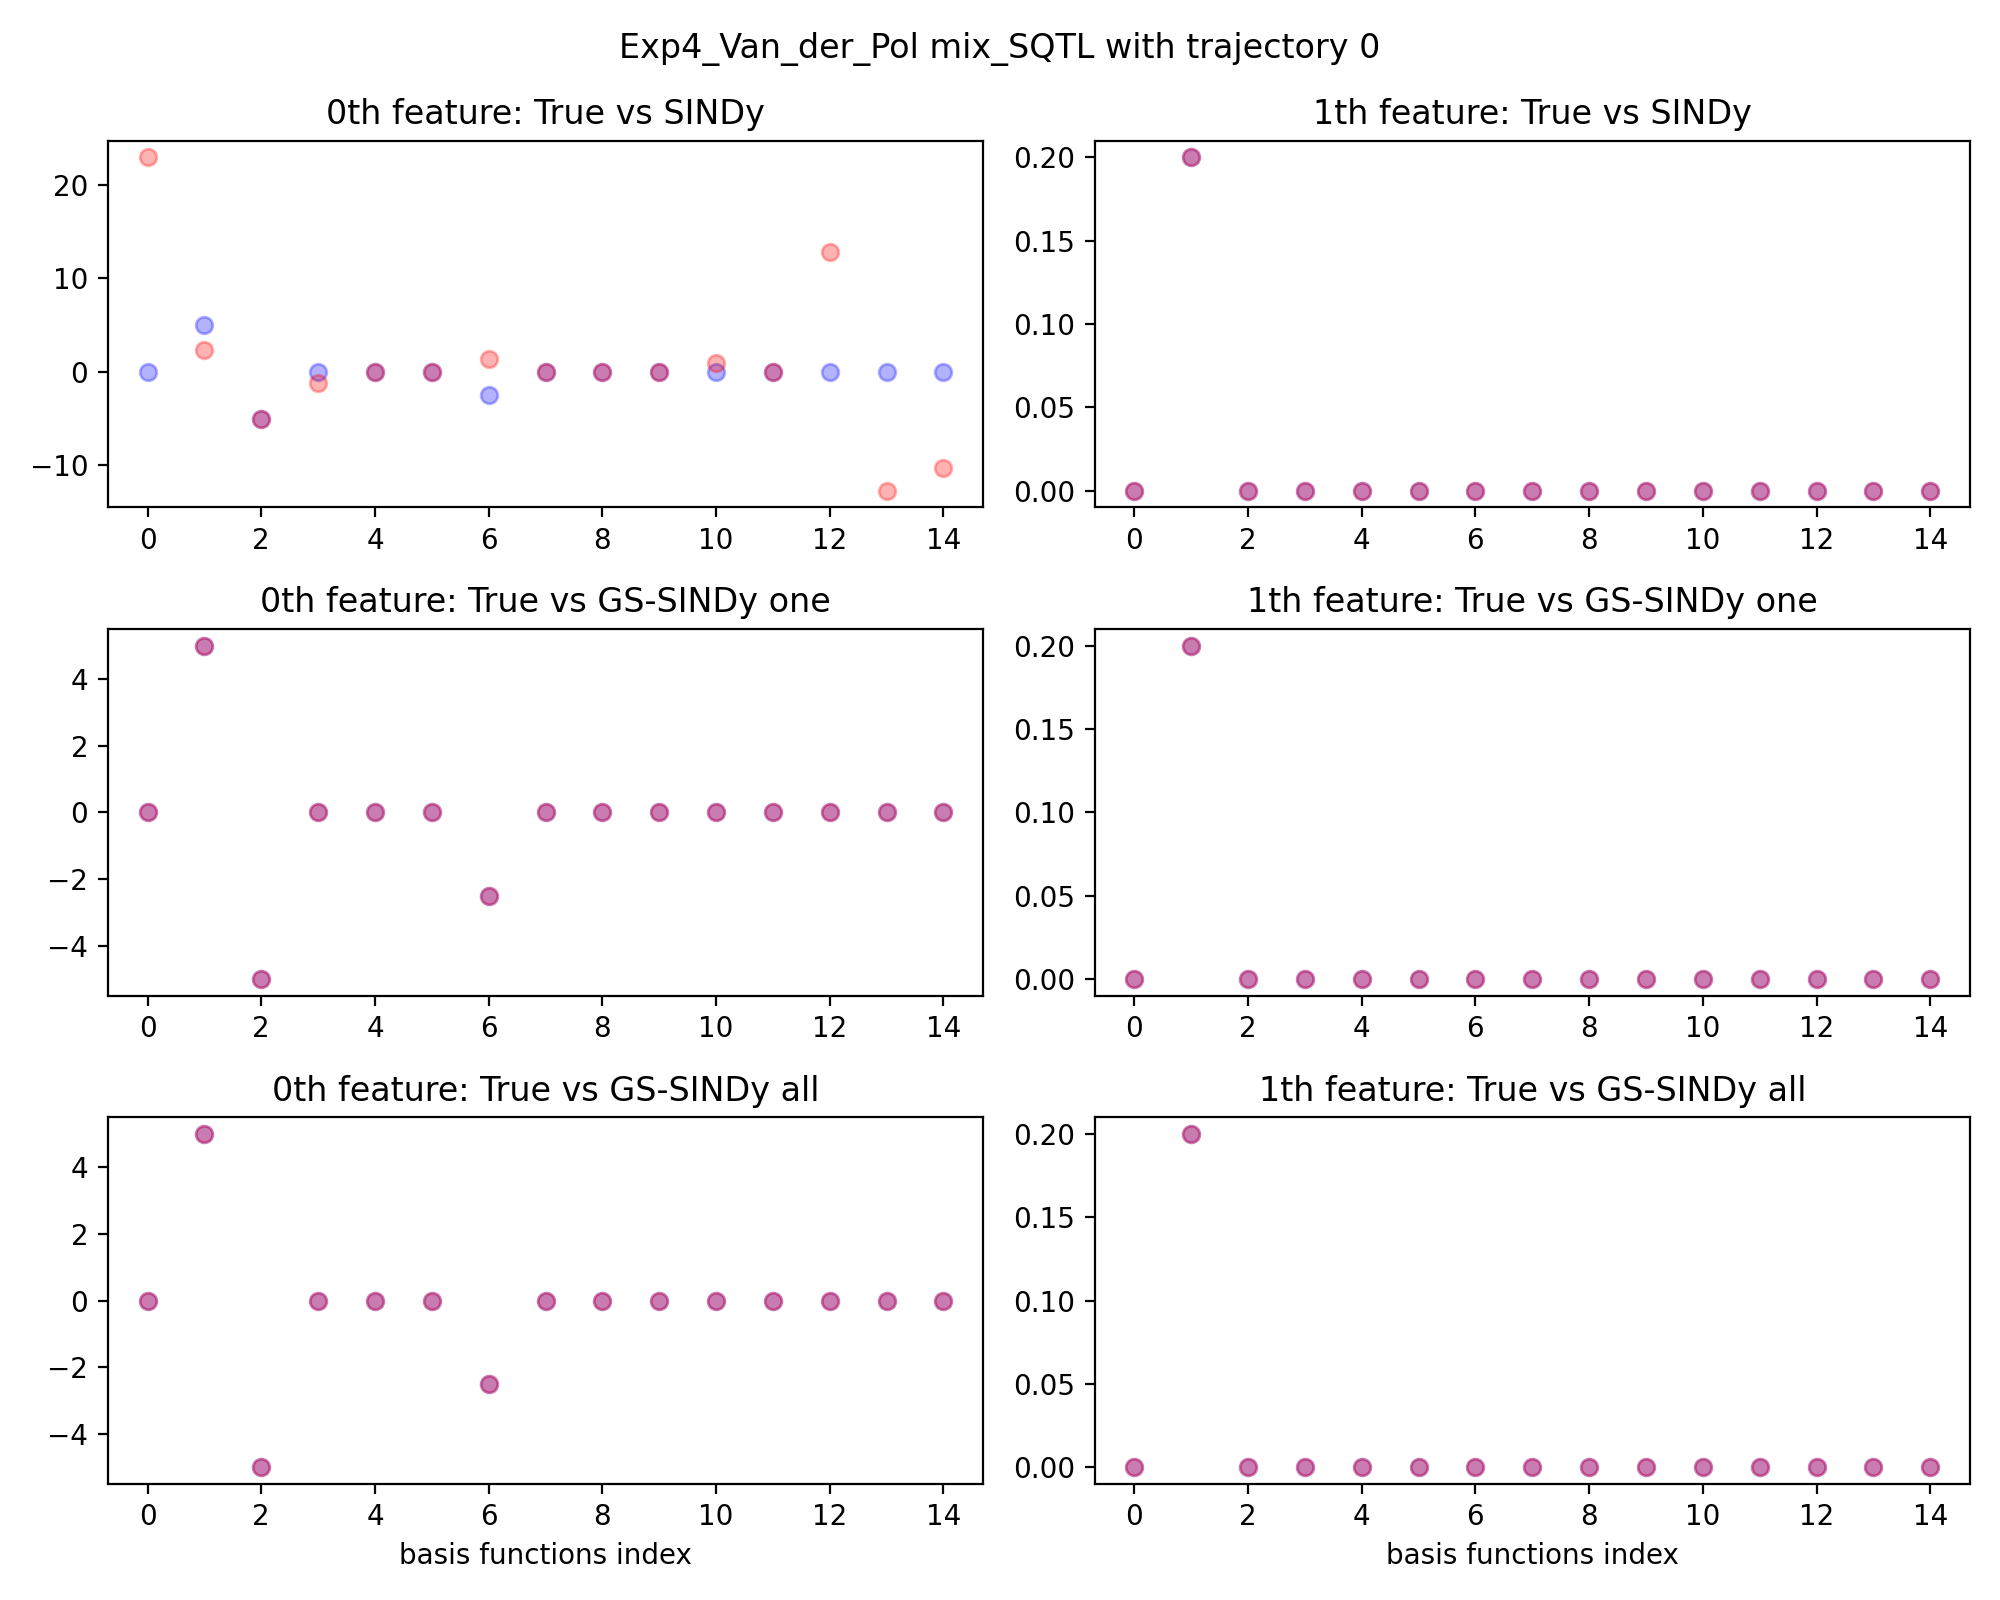 Exp4_Van_der_Pol mix_SQTL with trajectory 0
0th feature: True vs SINDy
20
10
0
−10
0 2 4 6 8 10 12 14
1th feature: True vs SINDy
0.20
0.15
0.10
0.05
0.00
0 2 4 6 8 10 12 14
0th feature: True vs GS-SINDy one
4
2
0
−2
−4
0 2 4 6 8 10 12 14
1th feature: True vs GS-SINDy one
0.20
0.15
0.10
0.05
0.00
0 2 4 6 8 10 12 14
0th feature: True vs GS-SINDy all
4
2
0
−2
−4
0 2 4 6 8 10 12 14
basis functions index
1th feature: True vs GS-SINDy all
0.20
0.15
0.10
0.05
0.00
0 2 4 6 8 10 12 14
basis functions index